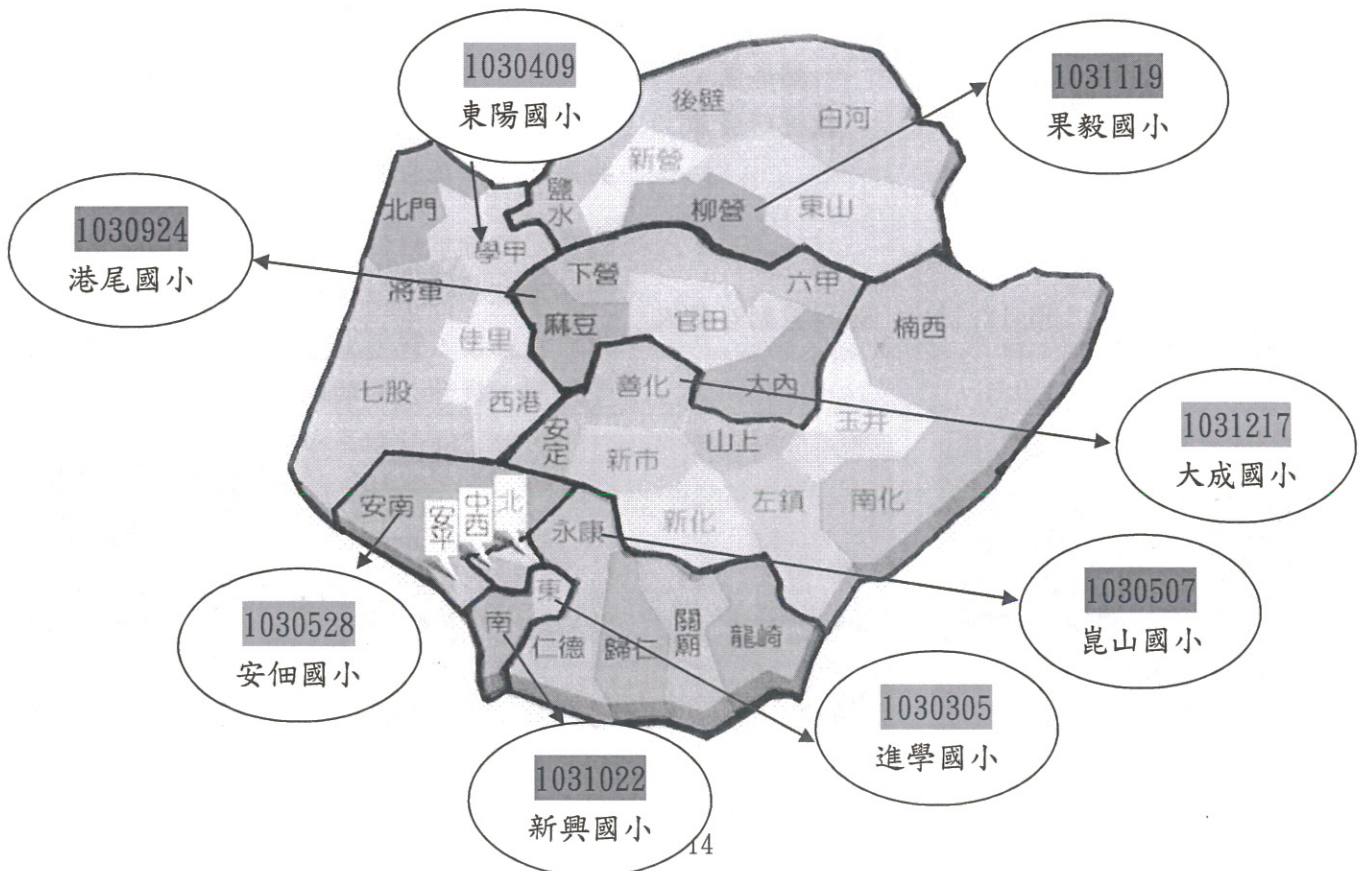 1030409
東陽國小
1031119
果毅國小
後壁
白河
新營
鹽水
柳營
東山
北門
1030924
港尾國小
學甲
下營
六甲
將軍
麻豆
官田
楠西
佳里
七股
西港
善化
大內
玉井
安定
新市
山上
1031217
大成國小
安南
安平
中西
北
永康
新化
左鎮
南化
1030528
安佃國小
東
南
仁德
歸仁
關廟
龍崎
1030507
崑山國小
1030305
進學國小
1031022
新興國小
14